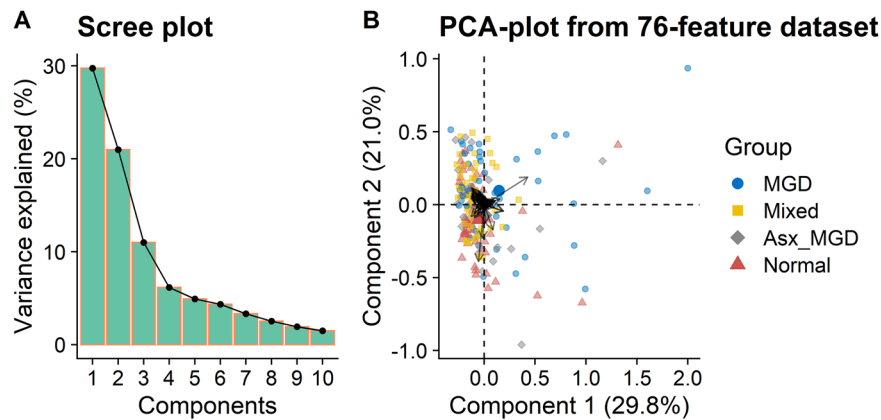 A Scree plot
Variance explained (%)
30
20
10
0
1 2 3 4 5 6 7 8 9 10
Components
B PCA-plot from 76-feature dataset
Component 2 (21.0%)
1.0
0.5
0.0
-0.5
-1.0
0.0 0.5 1.0 1.5 2.0
Component 1 (29.8%)
Group
MGD
Mixed
Asx_MGD
Normal